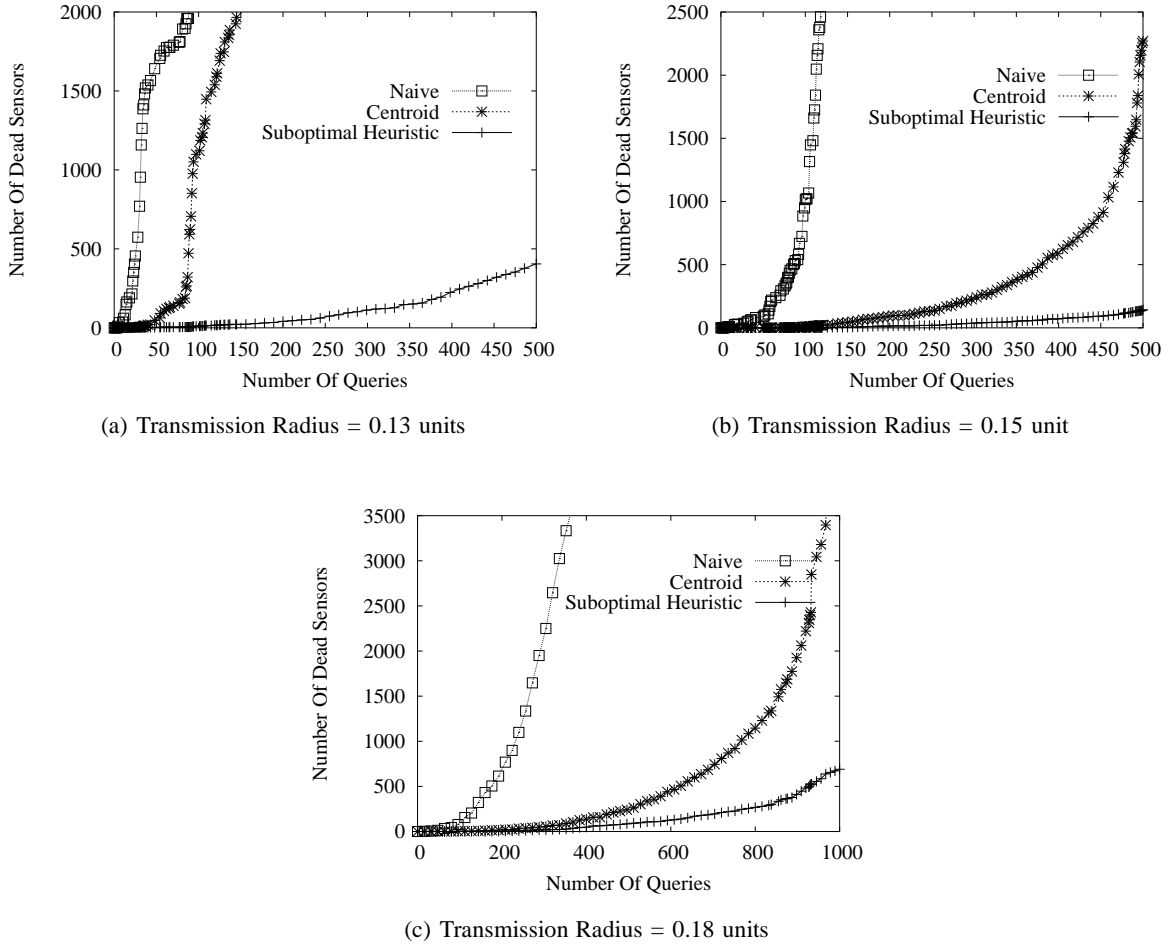 2000
1500
1000
500
0
Number Of Dead Sensors
Naive
Centroid
Suboptimal Heuristic
0 50 100 150 200 250 300 350 400 450 500
Number Of Queries
(a) Transmission Radius = 0.13 units
2500
2000
1500
1000
500
0
Number Of Dead Sensors
Naive
Centroid
Suboptimal Heuristic
0 50 100 150 200 250 300 350 400 450 500
Number Of Queries
(b) Transmission Radius = 0.15 unit
3500
3000
2500
2000
1500
1000
500
0
Number Of Dead Sensors
Naive
Centroid
Suboptimal Heuristic
0 200 400 600 800 1000
Number Of Queries
(c) Transmission Radius = 0.18 units